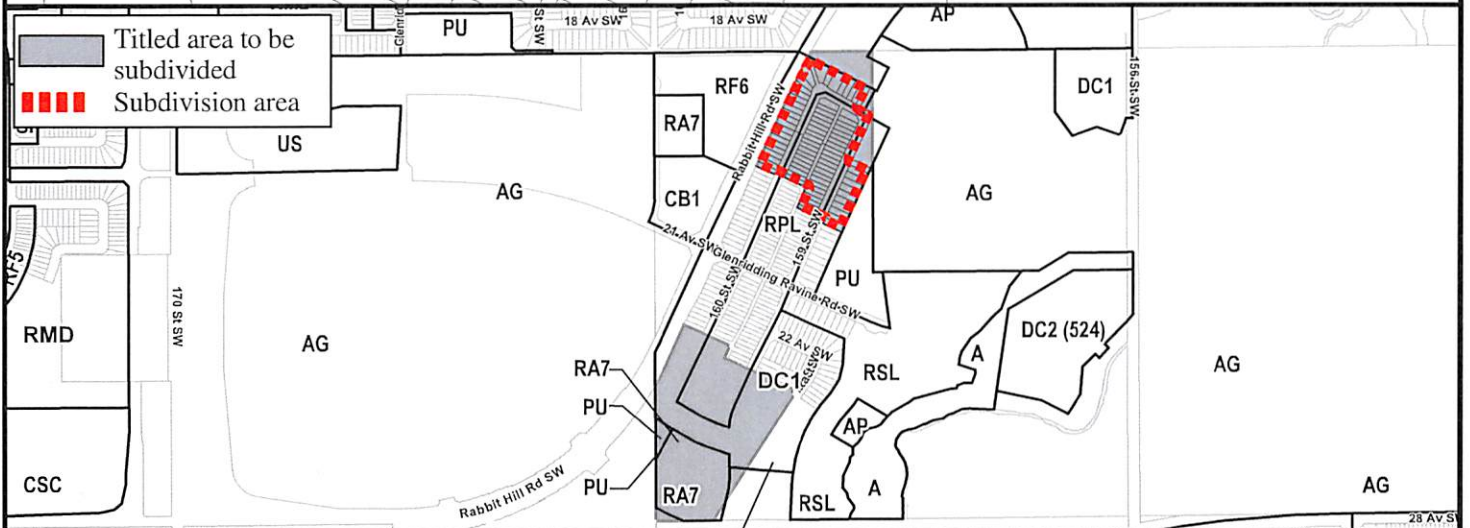 Titled area to be
subdivided
Subdivision area
PU
18 Av SW
18 Av SW
AP
St SW
RF6
DC1
156 St SW
US
RA7
Rabbit Hill Rd SW
AG
CB1
AG
RPL
21 Av SW
Glenridding Ravine Rd SW
159 St SW
160 St SW
PU
RF5
RMD
170 St SW
AG
22 Av SW
DC1
RSL
A
DC2 (524)
AG
RA7
PU
AP
CSC
Rabbit Hill Rd SW
PU
RA7
RSL
A
AG
28 Av S